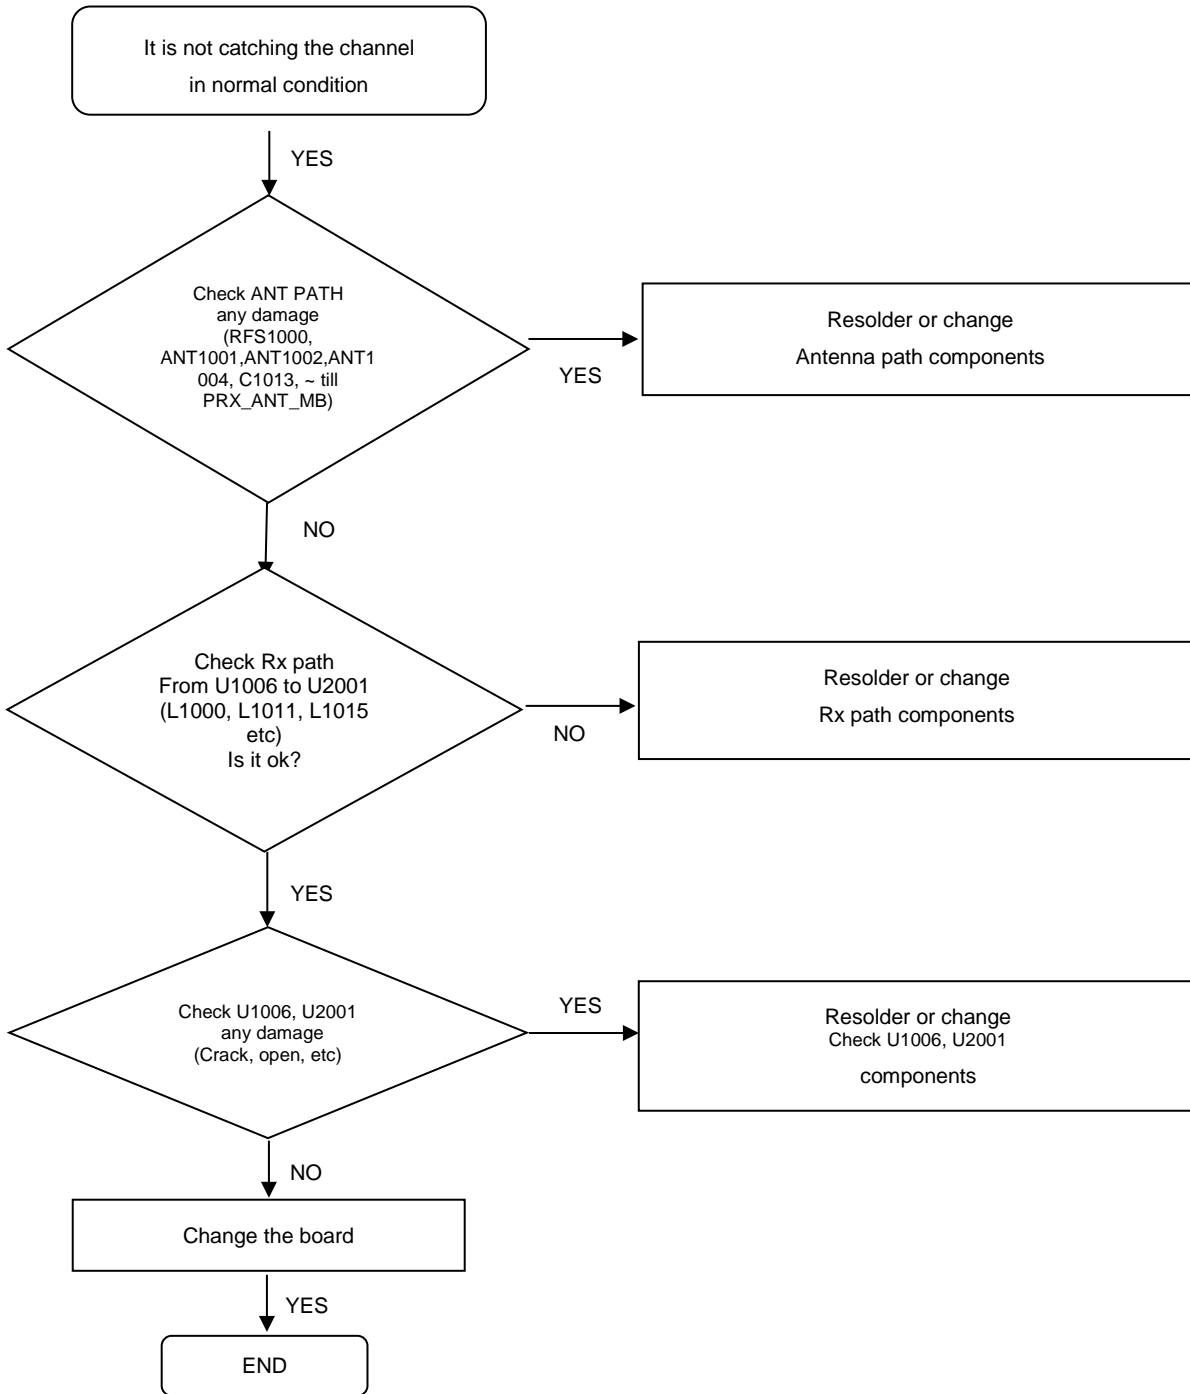 It is not catching the channel
in normal condition
YES
Check ANT PATH
any damage
(RFS1000,
ANT1001,ANT1002,ANT1
004, C1013, ~ till
PRX_ANT_MB)
YES
Resolder or change
Antenna path components
NO
Check Rx path
From U1006 to U2001
(L1000, L1011, L1015
etc)
Is it ok?
NO
Resolder or change
Rx path components
YES
Check U1006, U2001
any damage
(Crack, open, etc)
YES
Resolder or change
Check U1006, U2001
components
NO
Change the board
YES
END